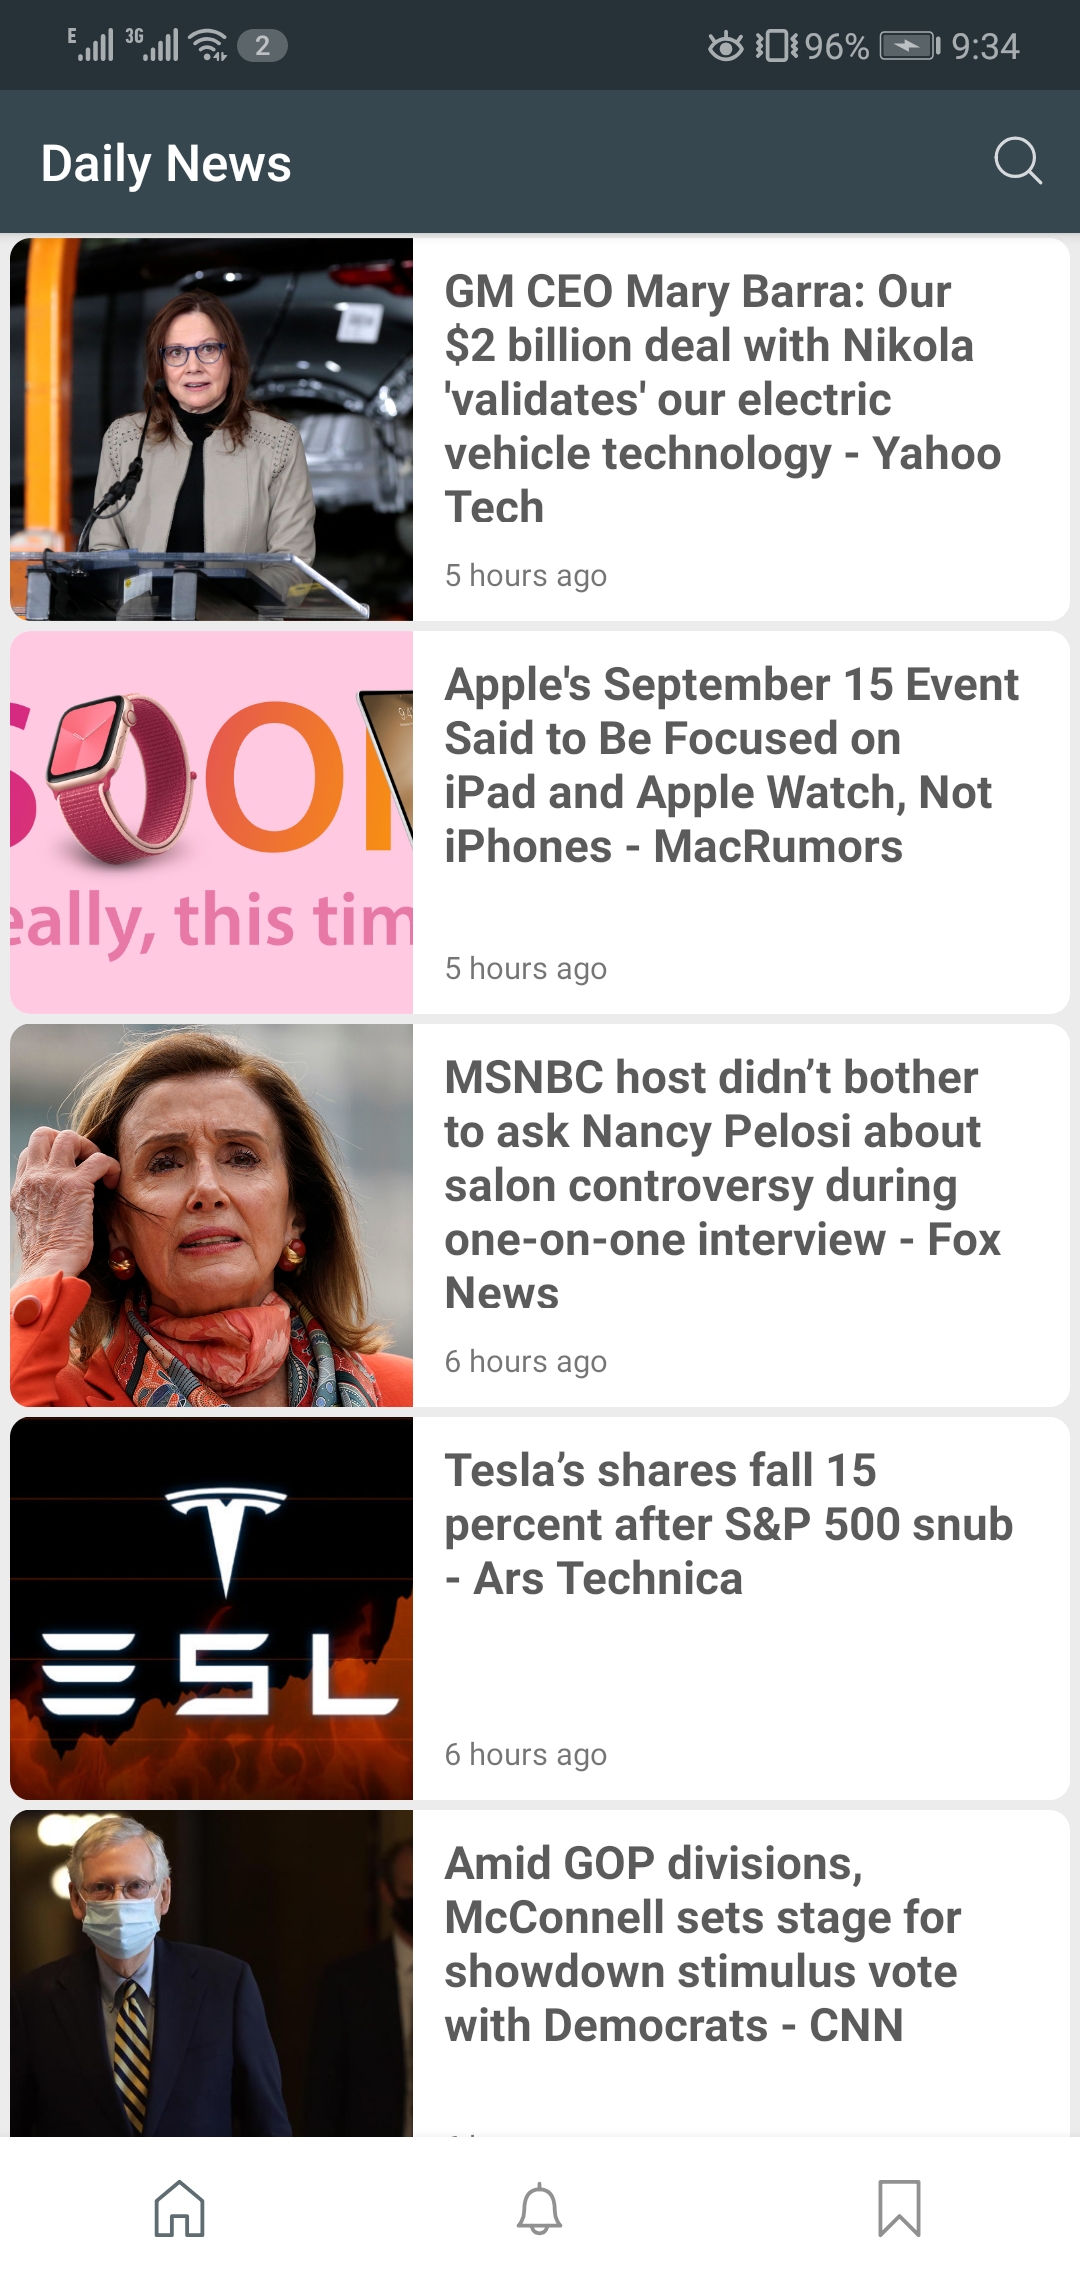 E 3G 2 96% 9:34
Daily News
GM CEO Mary Barra: Our
$2 billion deal with Nikola
'validates' our electric
vehicle technology - Yahoo
Tech
5 hours ago
SOO
9:4
eally, this tim
Apple's September 15 Event
Said to Be Focused on
iPad and Apple Watch, Not
iPhones - MacRumors
5 hours ago
MSNBC host didn’t bother
to ask Nancy Pelosi about
salon controversy during
one-on-one interview - Fox
News
6 hours ago
T
ESL
Tesla’s shares fall 15
percent after S&P 500 snub
- Ars Technica
6 hours ago
Amid GOP divisions,
McConnell sets stage for
showdown stimulus vote
with Democrats - CNN